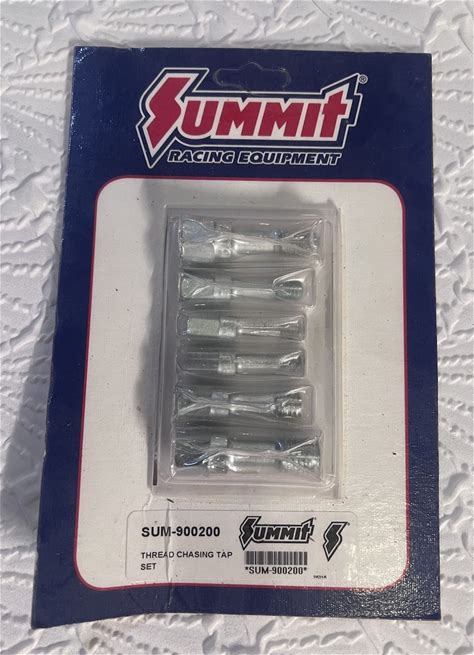 SUMMIT®
RACING EQUIPMENT
SUM-900200
SUMMIT
THREAD CHASING TAP
SET
*SUM-900200*